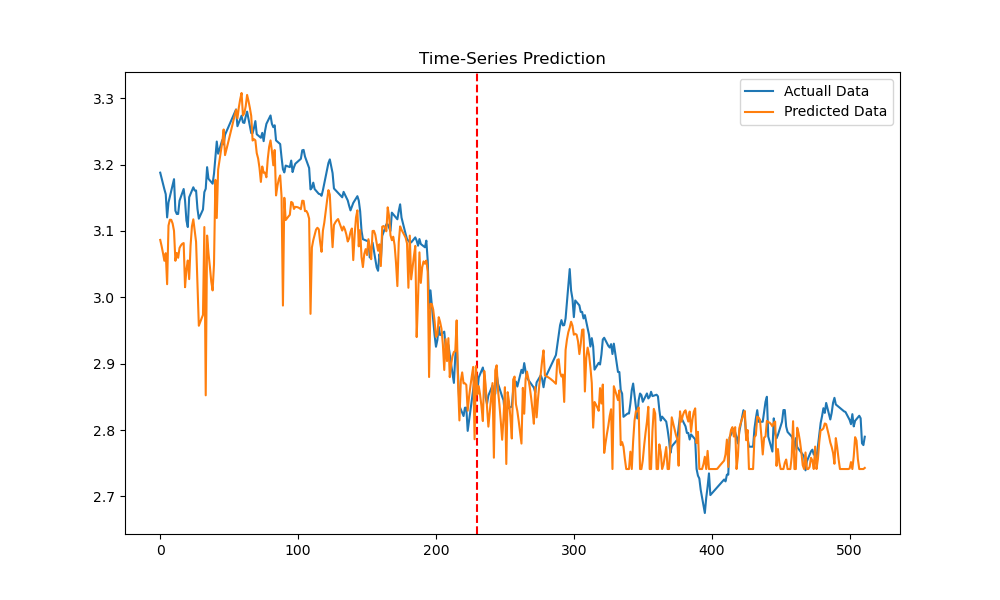 Time-Series Prediction
Actuall Data
Predicted Data
3.3
3.2
3.1
3.0
2.9
2.8
2.7
0 100 200 300 400 500